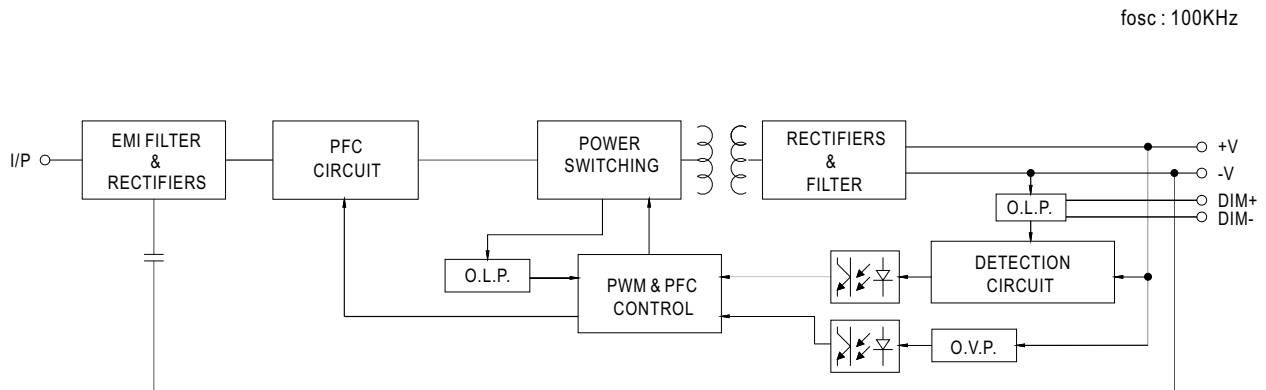 fosc : 100KHz
I/P
EMI FILTER
&
RECTIFIERS
PFC
CIRCUIT
POWER
SWITCHING
RECTIFIERS
&
FILTER
+V
-V
DIM+
DIM-
O.L.P.
O.L.P.
PWM & PFC
CONTROL
DETECTION
CIRCUIT
O.V.P.